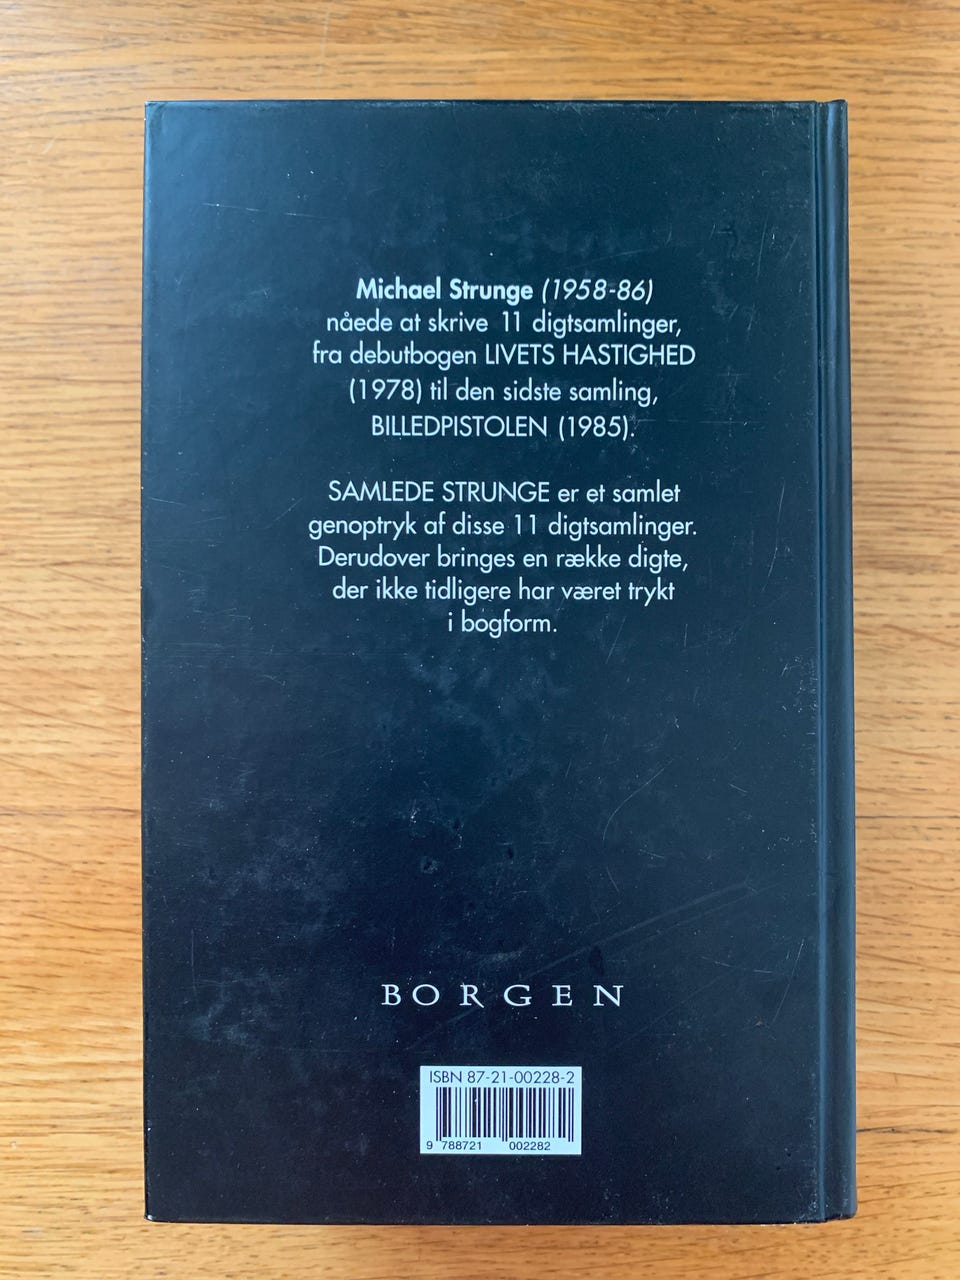 Michael Strunge (1958-86)
nåede at skrive 11 digtsamlinger,
fra debutbogen LIVETS HASTIGHED
(1978) til den sidste samling,
BILLEDPISTOLEN (1985).
SAMLEDE STRUNGE er et samlet
genoptryk af disse 11 digtsamlinger.
Derudover bringes en række digte,
der ikke tidligere har været trykt
i bogform.
BORGEN
ISBN 87-21-00228-2
9 788721 002282